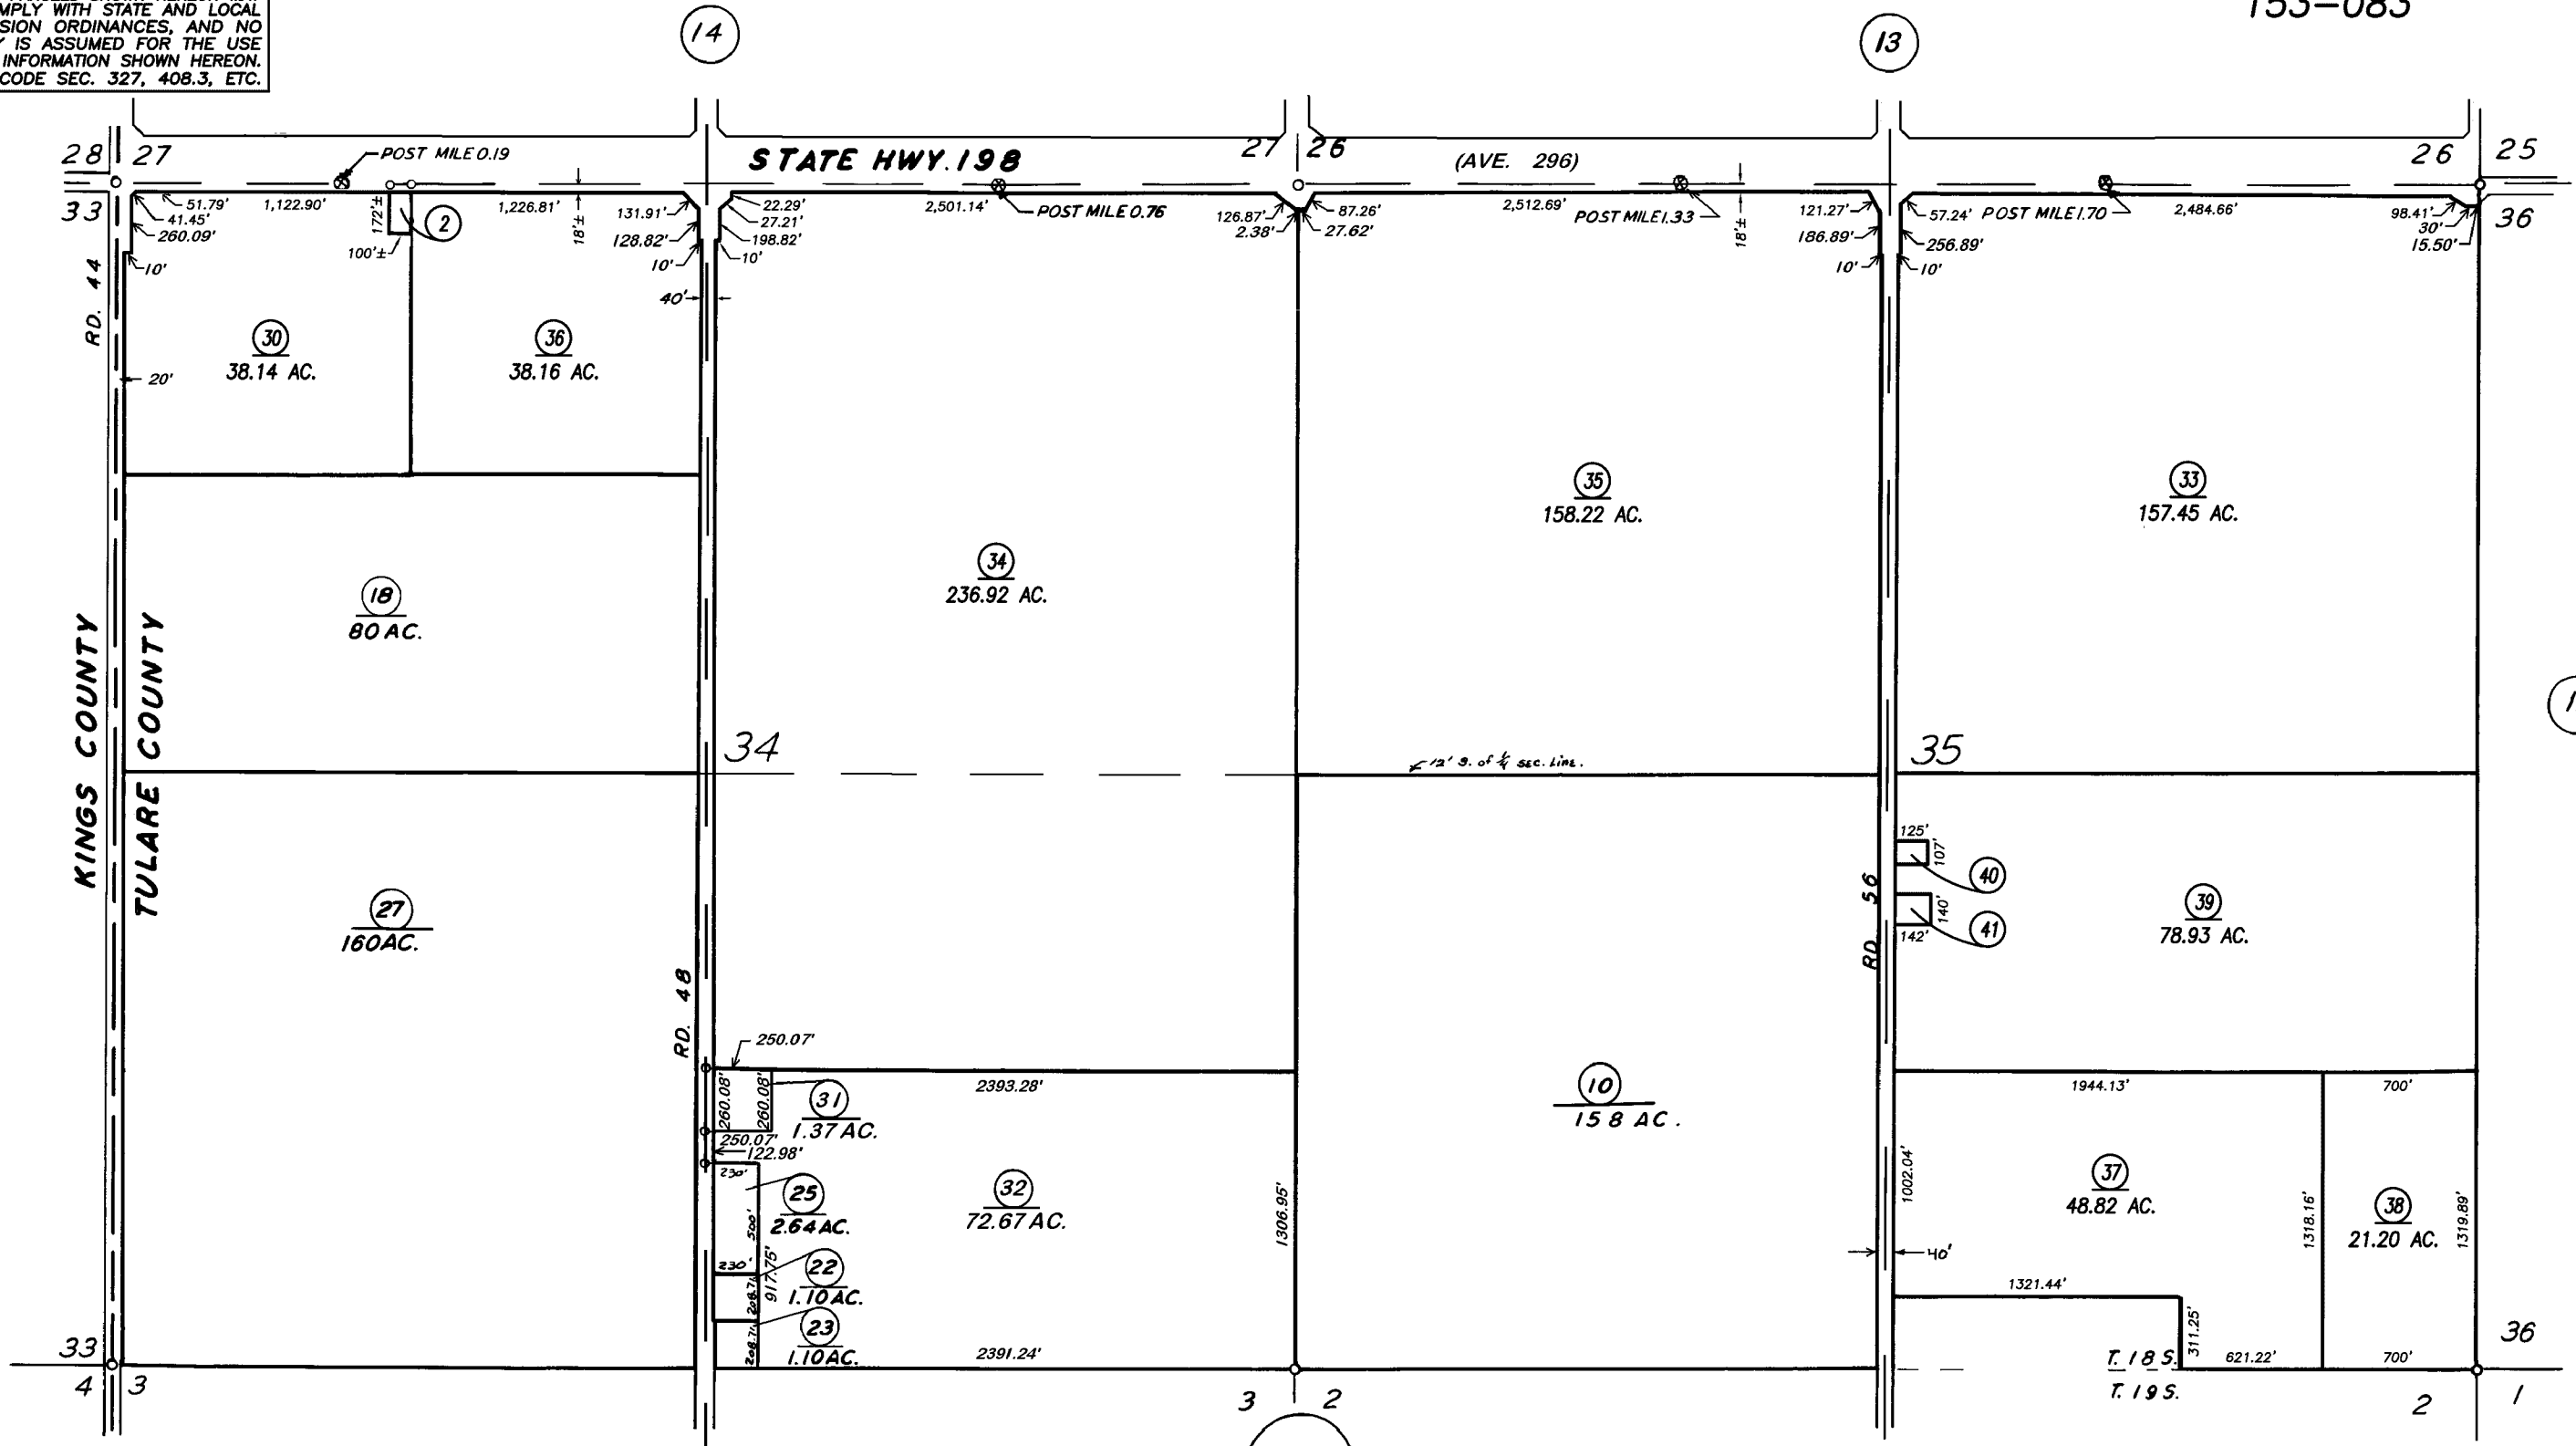 MPLY WITH STATE AND LOCAL
SION ORDINANCES, AND NO
IS ASSUMED FOR THE USE
INFORMATION SHOWN HEREON.
CODE SEC. 327, 408.3, ETC.
14
13
153-083
28 27
POST MILE 0.19
STATE HWY. 198
27 26
(AVE. 296)
26 25
33
51.79'
1,122.90'
172'±
2
1,226.81'
18'±
131.91'
22.29'
2,501.14'
POST MILE 0.76
126.87'
87.26'
2,512.69'
POST MILE 1.33
18'±
121.27'
57.24'
POST MILE 1.70
2,484.66'
98.41'
36
41.45'
27.21'
2.38'
27.62'
30'
260.09'
128.82'
198.82'
186.89'
256.89'
15.50'
10'
100'±
10'
10'
10'
10'
RD. 44
40'
20'
30
38.14 AC.
36
38.16 AC.
35
158.22 AC.
33
157.45 AC.
34
236.92 AC.
18
80 AC.
KINGS COUNTY
TULARE COUNTY
34
12' S. of 1/4 SEC. Line.
35
1
125'
107'
40
27
160 AC.
RD. 48
RD. 56
140'
142'
41
39
78.93 AC.
250.07'
260.08'
260.08'
31
1.37 AC.
2393.28'
10
158 AC.
1944.13'
700'
250.07'
122.98'
230'
25
2.64 AC.
500'
32
72.67 AC.
1306.95'
1002.04'
37
48.82 AC.
1318.16'
38
21.20 AC.
1319.89'
230'
917.75'
22
1.10 AC.
208.71'
40'
1321.44'
23
1.10 AC.
208.71'
2391.24'
311.25'
33
36
T. 18 S.
621.22'
700'
4 3
3 2
T. 19 S.
2 1